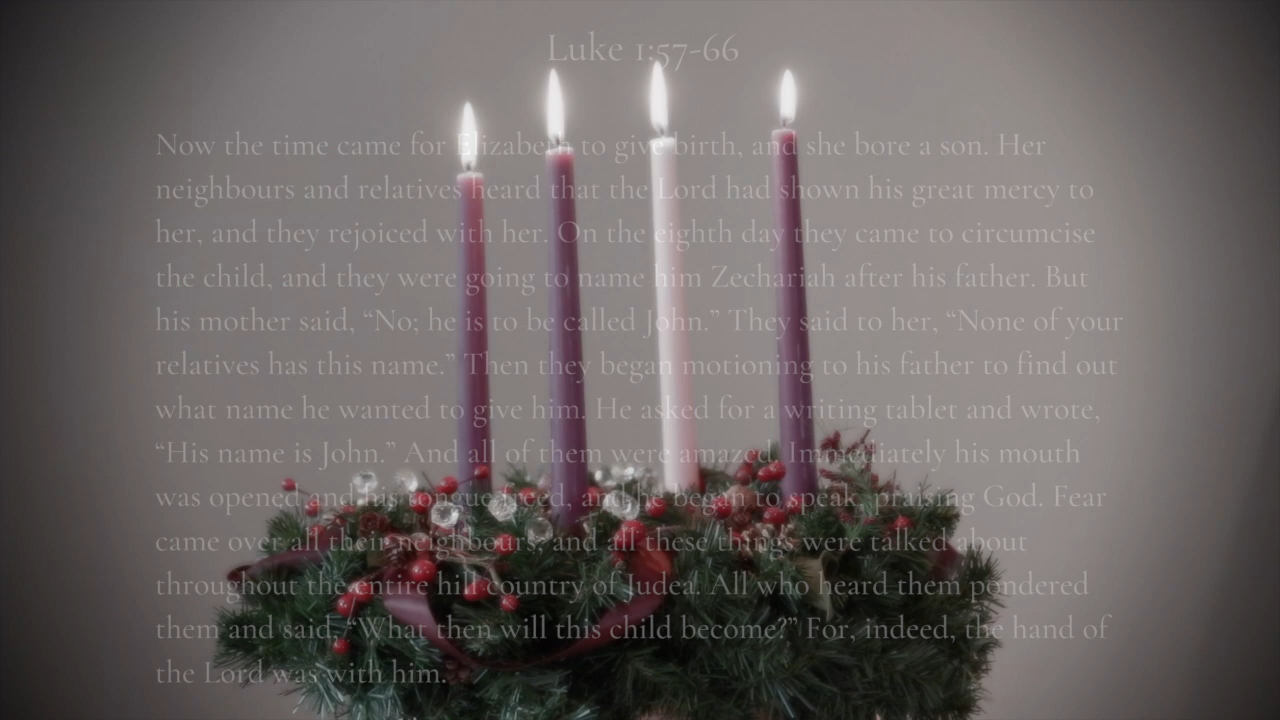 Luke 1:57-66
Now the time came for Elizabeth to give birth, and she bore a son. Her
neighbours and relatives heard that the Lord had shown his great mercy to
her, and they rejoiced with her. On the eighth day they came to circumcise
the child, and they were going to name him Zechariah after his father. But
his mother said, “No; he is to be called John.” They said to her, “None of your
relatives has this name.” Then they began motioning to his father to find out
what name he wanted to give him. He asked for a writing tablet and wrote,
“His name is John.” And all of them were amazed. Immediately his mouth
was opened and his tongue freed, and he began to speak, praising God. Fear
came over all their neighbours, and all these things were talked about
throughout the entire hill country of Judea. All who heard them pondered
them and said, “What then will this child become?” For, indeed, the hand of
the Lord was with him.